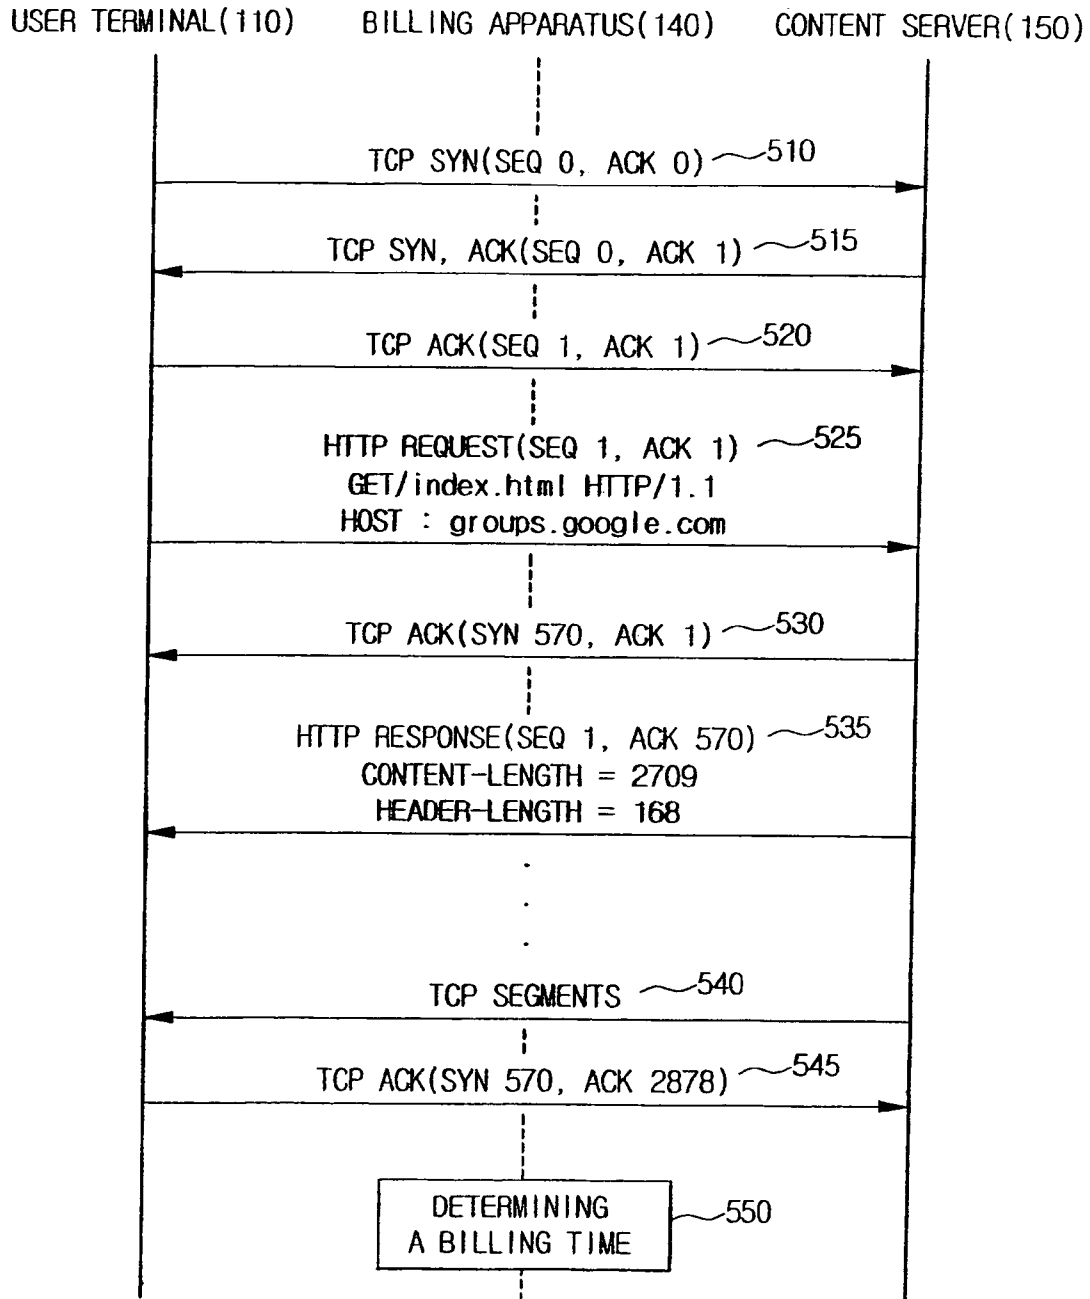 USER TERMINAL(110) BILLING APPARATUS(140) CONTENT SERVER(150)
TCP SYN(SEQ 0, ACK 0) 510
TCP SYN, ACK(SEQ 0, ACK 1) 515
TCP ACK(SEQ 1, ACK 1) 520
HTTP REQUEST(SEQ 1, ACK 1) 525
GET/index.html HTTP/1.1
HOST : groups.google.com
TCP ACK(SYN 570, ACK 1) 530
HTTP RESPONSE(SEQ 1, ACK 570) 535
CONTENT-LENGTH = 2709
HEADER-LENGTH = 168
TCP SEGMENTS 540
TCP ACK(SYN 570, ACK 2878) 545
DETERMINING
A BILLING TIME 550